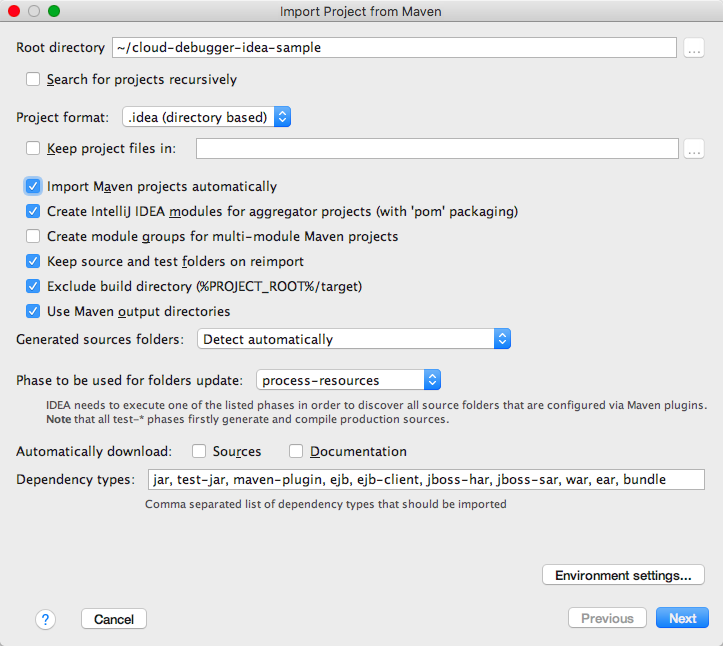 Import Project from Maven
Root directory ~/cloud-debugger-idea-sample ...
Search for projects recursively
Project format: .idea (directory based)
Keep project files in: ...
Import Maven projects automatically
Create IntelliJ IDEA modules for aggregator projects (with 'pom' packaging)
Create module groups for multi-module Maven projects
Keep source and test folders on reimport
Exclude build directory (%PROJECT_ROOT%/target)
Use Maven output directories
Generated sources folders: Detect automatically
Phase to be used for folders update: process-resources
IDEA needs to execute one of the listed phases in order to discover all source folders that are configured via Maven plugins.
Note that all test-* phases firstly generate and compile production sources.
Automatically download: Sources Documentation
Dependency types: jar, test-jar, maven-plugin, ejb, ejb-client, jboss-har, jboss-sar, war, ear, bundle
Comma separated list of dependency types that should be imported
Environment settings...
? Cancel Previous Next